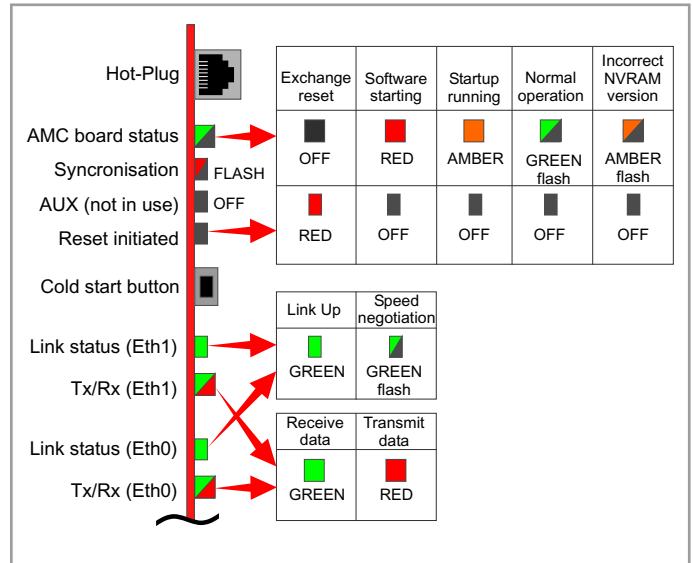 Hot-Plug
AMC board status
Syncronisation
FLASH
AUX (not in use)
OFF
Reset initiated
Cold start button
Link status (Eth1)
Tx/Rx (Eth1)
Link status (Eth0)
Tx/Rx (Eth0)
Exchange reset
Software starting
Startup running
Normal operation
Incorrect NVRAM version
OFF
RED
AMBER
GREEN flash
AMBER flash
RED
OFF
OFF
OFF
OFF
Link Up
Speed negotiation
GREEN
GREEN flash
Receive data
Transmit data
GREEN
RED